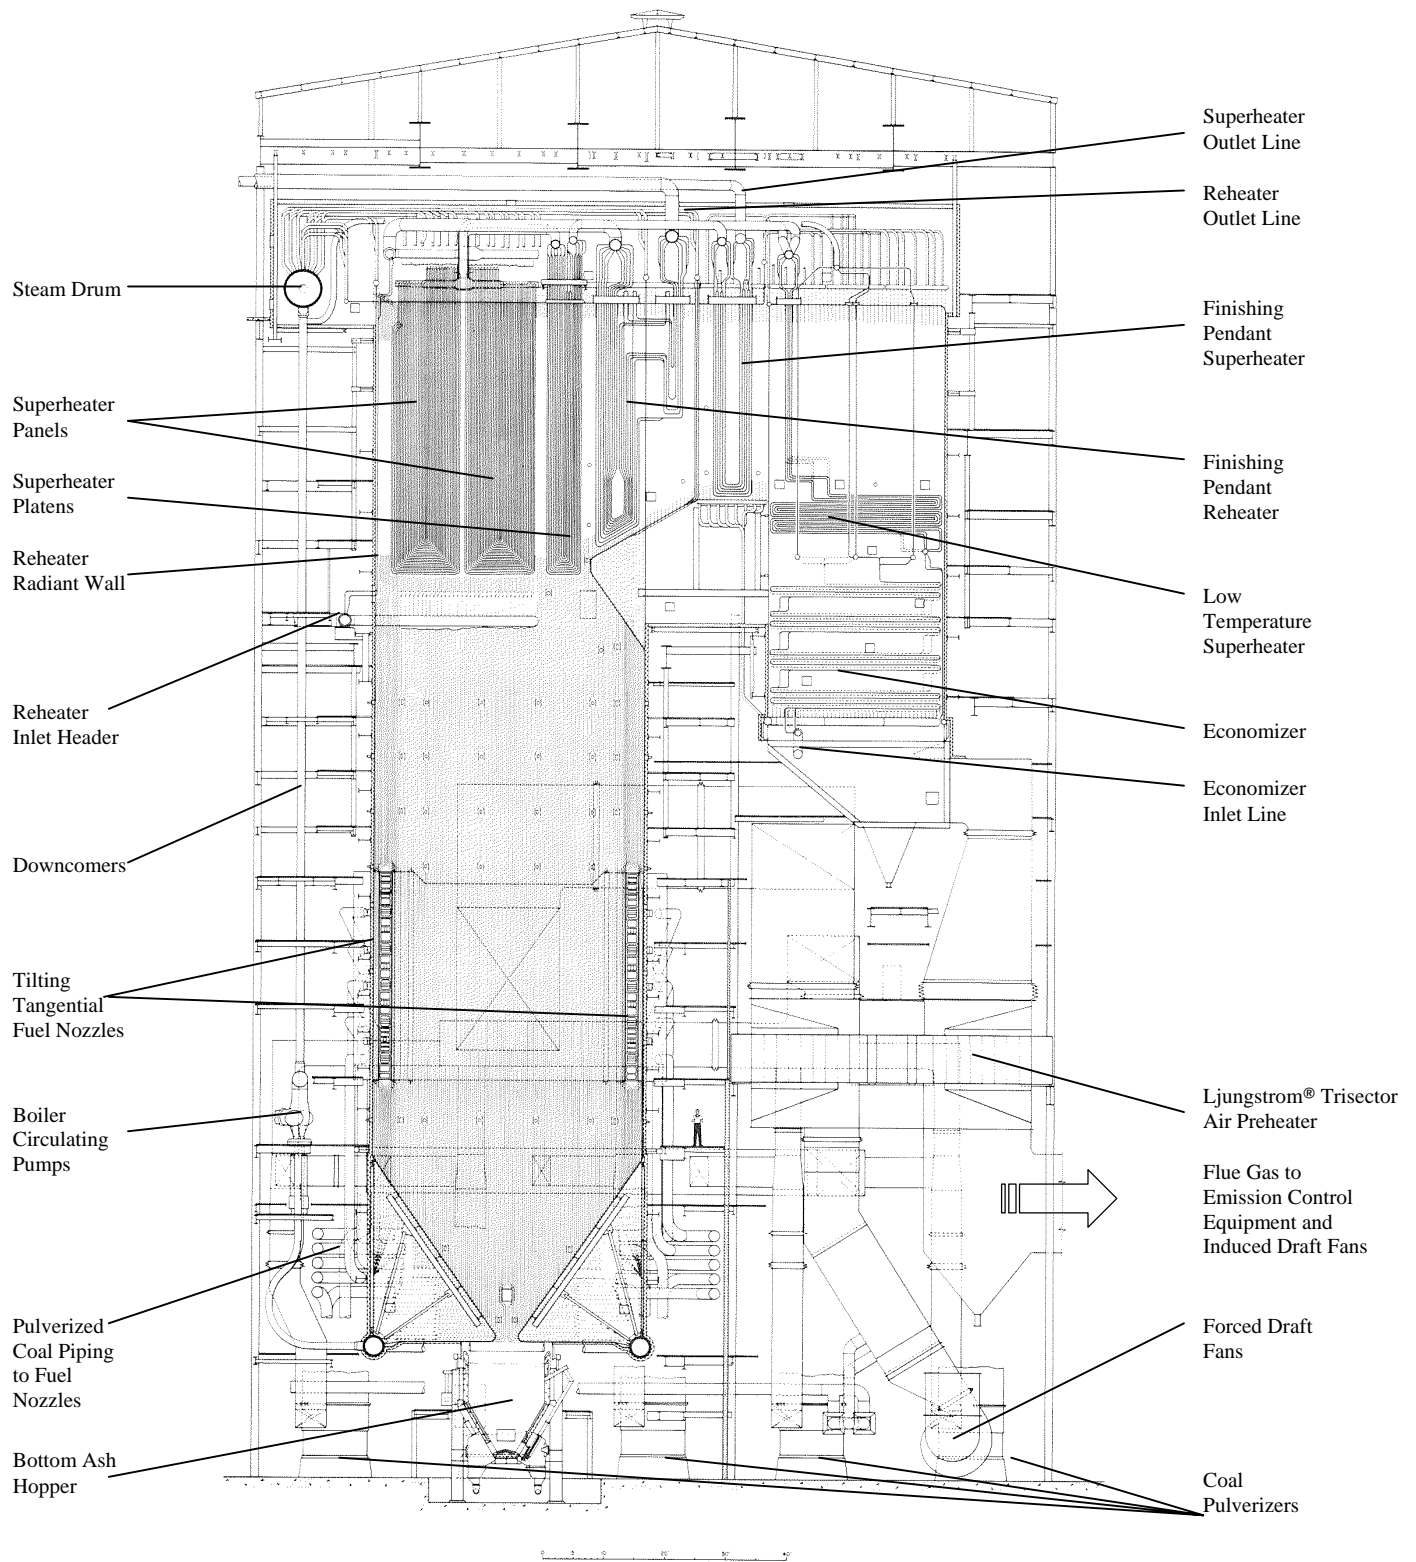 Superheater
Outlet Line
Reheater
Outlet Line
Steam Drum
Finishing
Pendant
Superheater
Superheater
Panels
Superheater
Platens
Finishing
Pendant
Reheater
Reheater
Radiant Wall
Low
Temperature
Superheater
Reheater
Inlet Header
Economizer
Economizer
Inlet Line
Downcomers
Tilting
Tangential
Fuel Nozzles
Boiler
Circulating
Pumps
Ljungstrom® Trisector
Air Preheater
Flue Gas to
Emission Control
Equipment and
Induced Draft Fans
Pulverized
Coal Piping
to Fuel
Nozzles
Forced Draft
Fans
Bottom Ash
Hopper
Coal
Pulverizers